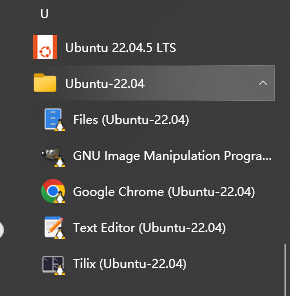 U
Ubuntu 22.04.5 LTS
Ubuntu-22.04
Files (Ubuntu-22.04)
GNU Image Manipulation Progra...
Google Chrome (Ubuntu-22.04)
Text Editor (Ubuntu-22.04)
Tilix (Ubuntu-22.04)